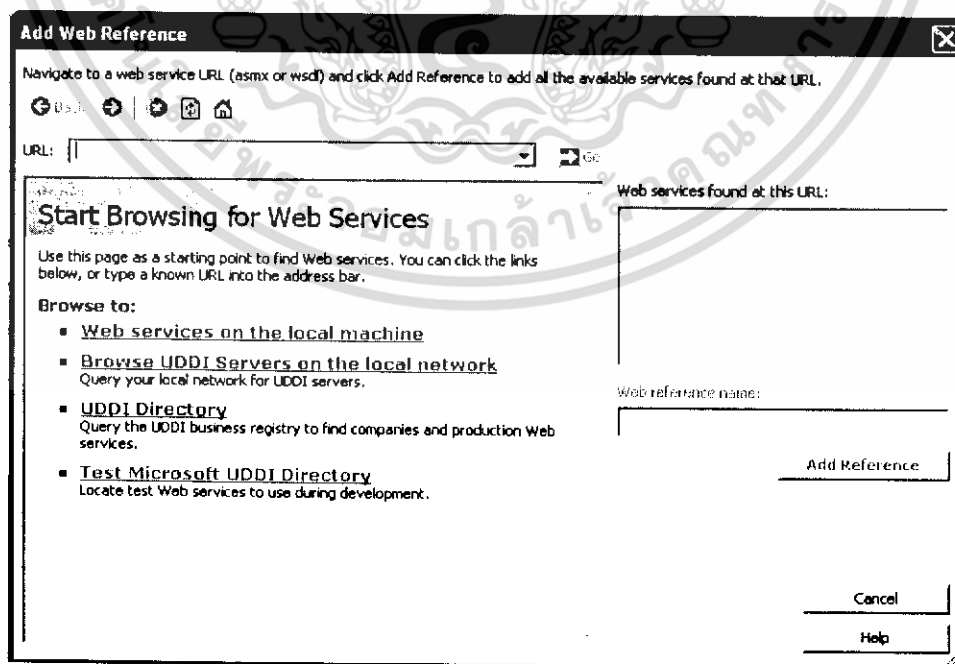 Add Web Reference
Navigate to a web service URL (asmx or wsdl) and click Add Reference to add all the available services found at that URL.
URL:
Go
Start Browsing for Web Services
Use this page as a starting point to find Web services. You can click the links
below, or type a known URL into the address bar.
Browse to:
Web services on the local machine
Browse UDDI Servers on the local network
Query your local network for UDDI servers.
UDDI Directory
Query the UDDI business registry to find companies and production Web
services.
Test Microsoft UDDI Directory
Locate test Web services to use during development.
Web services found at this URL:
Web reference name:
Add Reference
Cancel
Help